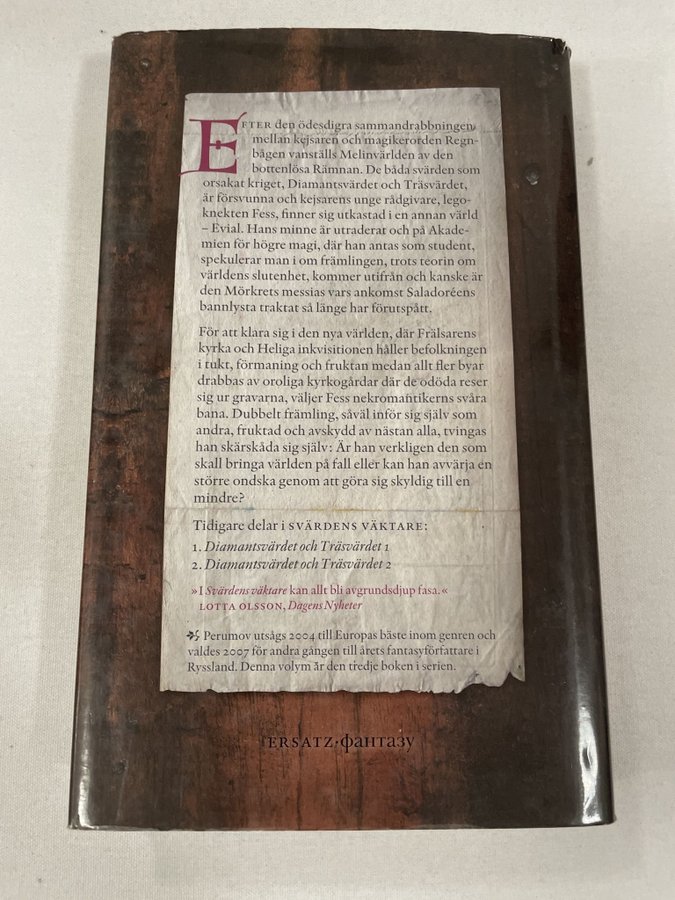 EFTER den ödesdigra sammandrabbningen
mellan kejsaren och magikerorden Regn-
bågen vanställs Melinvärlden av den
bottenlösa Rämnan. De båda svärden som
orsakat kriget, Diamantsvärdet och Träsvärdet,
är försvunna och kejsarens unge rådgivare, lego-
knekten Fess, finner sig utkastad i en annan värld
– Evial. Hans minne är utraderat och på Akade-
mien för högre magi, där han antas som student,
spekulerar man i om främlingen, trots teorin om
världens slutenhet, kommer utifrån och kanske är
den Mörkrets messias vars ankomst Saladoréens
bannlysta traktat så länge har förutspått.
För att klara sig i den nya världen, där Frälsarens
kyrka och Heliga inkvisitionen håller befolkningen
i tukt, förmaning och fruktan medan allt fler byar
drabbas av oroliga kyrkogårdar där de odöda reser
sig ur gravarna, väljer Fess nekromantikerns svåra
bana. Dubbelt främling, såväl inför sig själv som
andra, fruktad och avskydd av nästan alla, tvingas
han skärskåda sig själv: Är han verkligen den som
skall bringa världen på fall eller kan han avvärja en
större ondska genom att göra sig skyldig till en
mindre?
Tidigare delar i SVÄRDENS VÄKTARE:
1. Diamantsvärdet och Träsvärdet 1
2. Diamantsvärdet och Träsvärdet 2
»I Svärdens väktare kan allt bli avgrundsdjup fasa.«
LOTTA OLSSON, Dagens Nyheter
Perumov utsågs 2004 till Europas bäste inom genren och
valdes 2007 för andra gången till årets fantasyförfattare i
Ryssland. Denna volym är den tredje boken i serien.
ERSATZ·фантазy